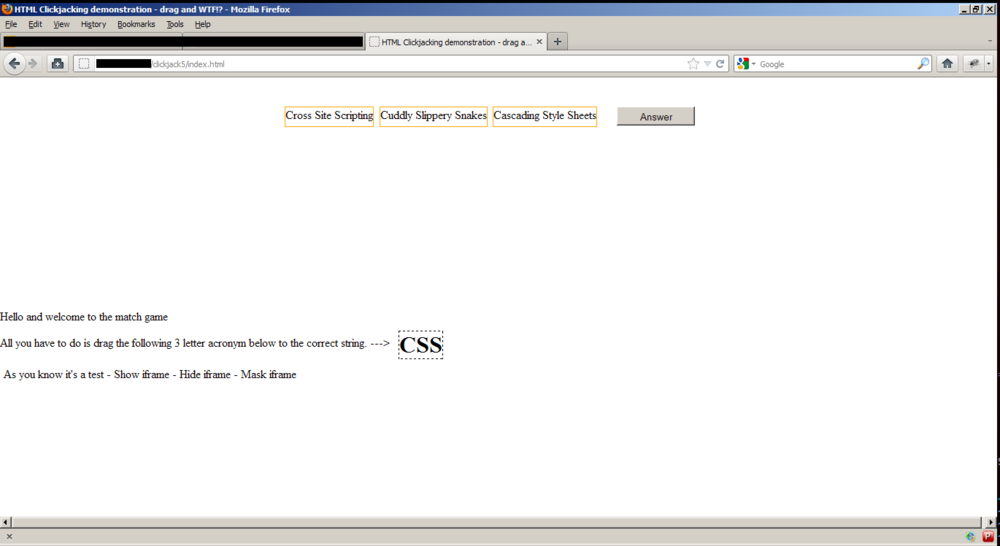 HTML Clickjacking demonstration - drag and WTF!? - Mozilla Firefox
File Edit View History Bookmarks Tools Help
HTML Clickjacking demonstration - drag a...
/clickjack5/index.html
Google
Cross Site Scripting Cuddly Slippery Snakes Cascading Style Sheets Answer
Hello and welcome to the match game
All you have to do is drag the following 3 letter acronym below to the correct string. ---> CSS
As you know it's a test - Show iframe - Hide iframe - Mask iframe